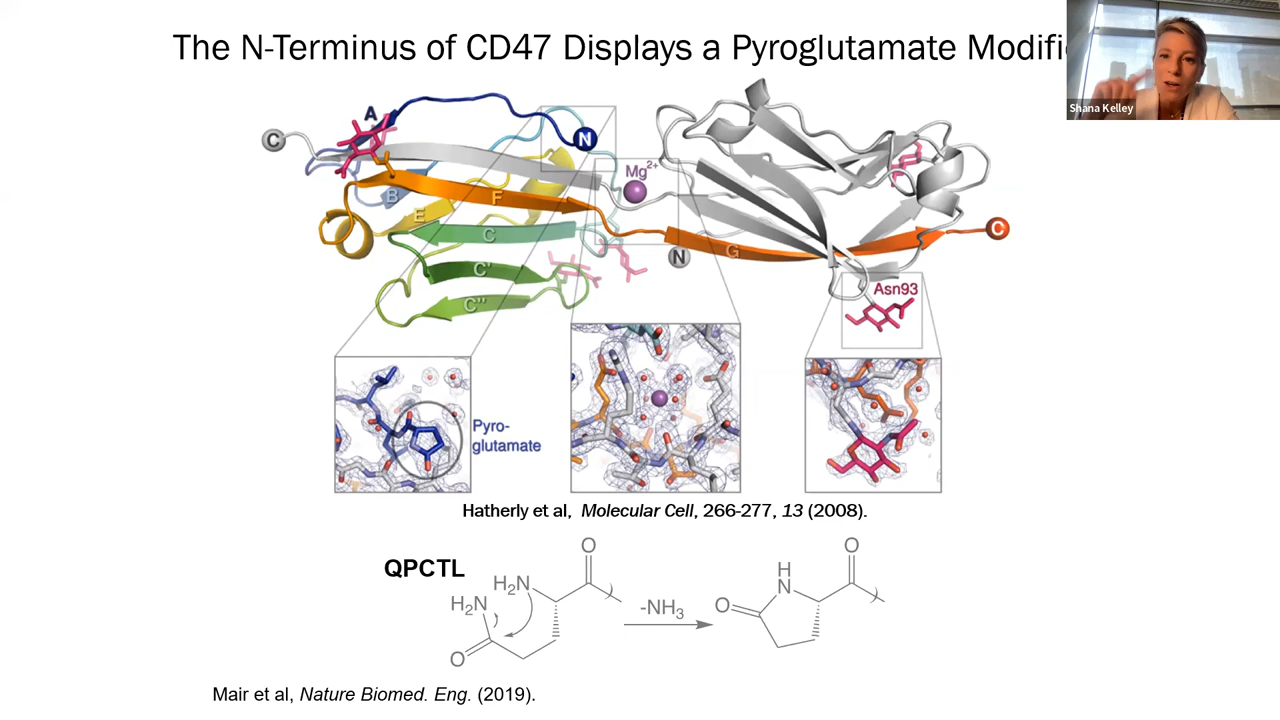 The N-Terminus of CD47 Displays a Pyroglutamate Modifi
Shana Kelley
C
A
N
Mg2+
B
F
E
C
C'
C"
N
G
C
Asn93
Pyro-
glutamate
Hatherly et al, Molecular Cell, 266-277, 13 (2008).
QPCTL
H2N
H2N
O
O
-NH3
H
N
O
O
Mair et al, Nature Biomed. Eng. (2019).